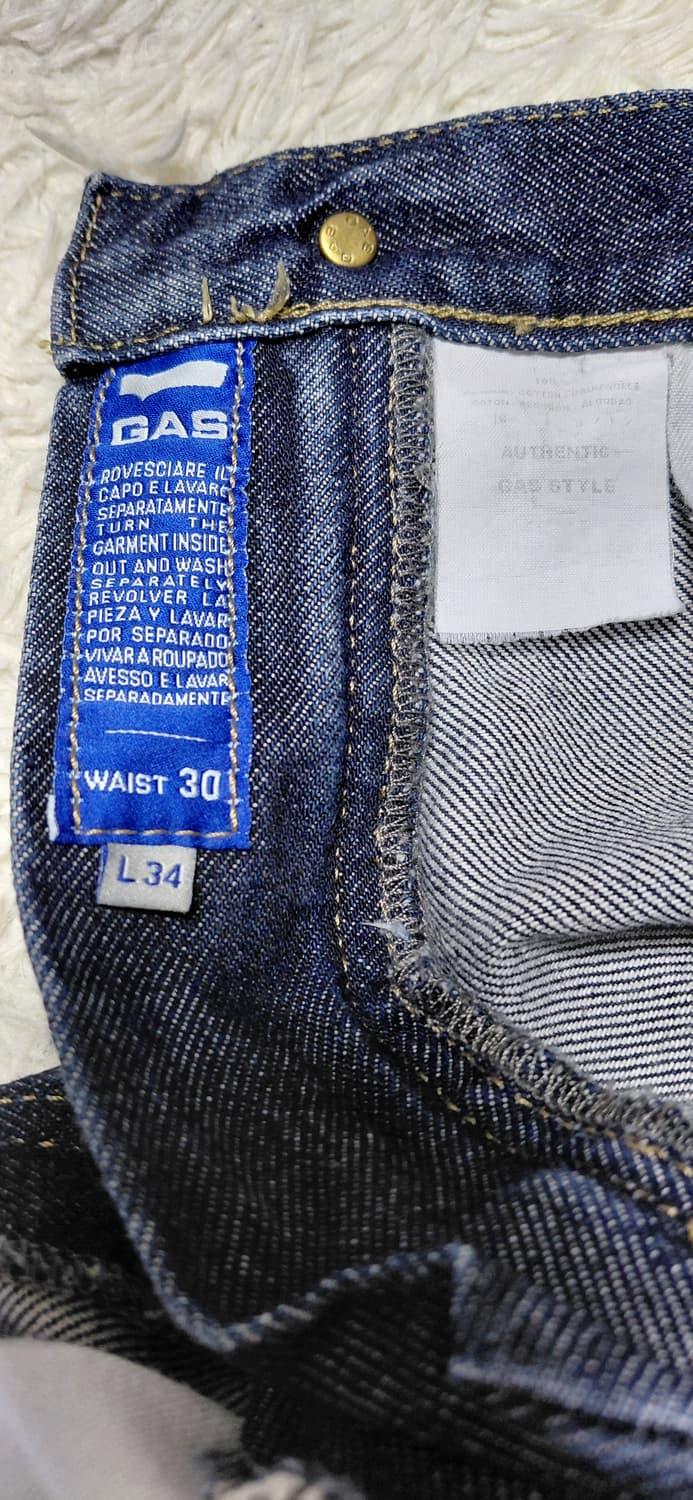 GAS
ROVESCIARE IL
CAPO E LAVARE
SEPARATAMENTE
TURN THE
GARMENT INSIDE
OUT AND WASH
SEPARATELY
REVOLVER LA
PIEZA Y LAVAR
POR SEPARADO
VIVAR A ROUPADO
AVESSO E LAVAR
SEPARADAMENTE
WAIST 30
L 34
AUTHENTIC
GAS STYLE